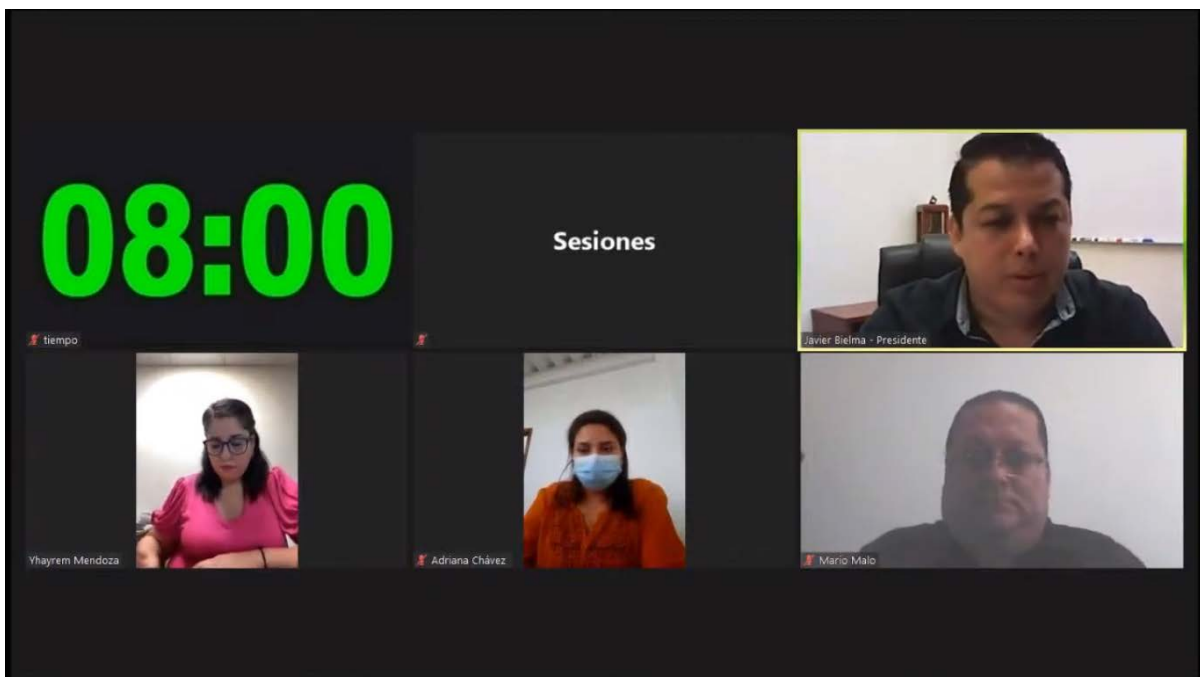 08:00
Sesiones
tiempo
Javier Bielma - Presidente
Yhayrem Mendoza
Adriana Chávez
Mario Malo